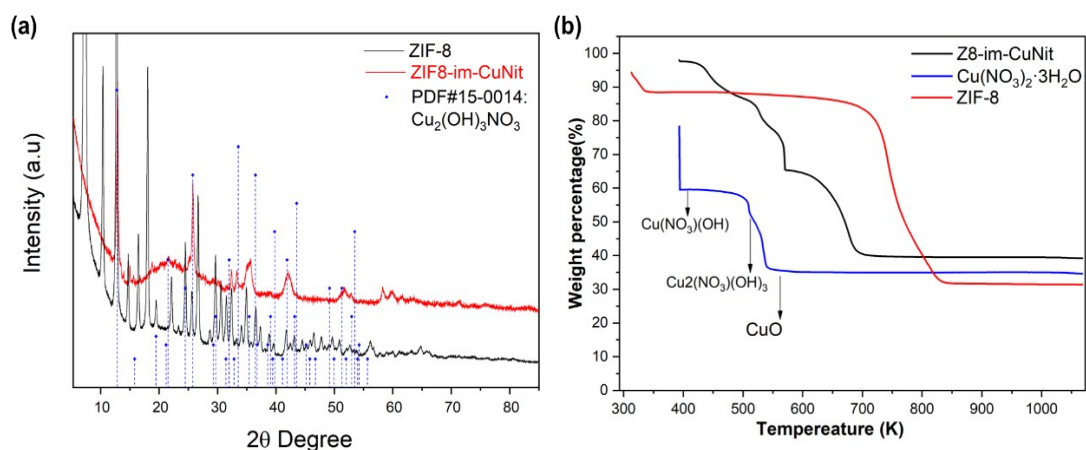 (a)
ZIF-8
ZIF8-im-CuNit
PDF#15-0014:
Cu₂(OH)₃NO₃
Intensity (a.u)
10 20 30 40 50 60 70 80
2θ Degree
(b)
Z8-im-CuNit
Cu(NO₃)₂·3H₂O
ZIF-8
Weight percentage(%)
100
90
80
70
60
50
40
30
20
10
0
Cu(NO₃)(OH)
Cu2(NO₃)(OH)₃
CuO
300 400 500 600 700 800 900 1000
Tempereature (K)